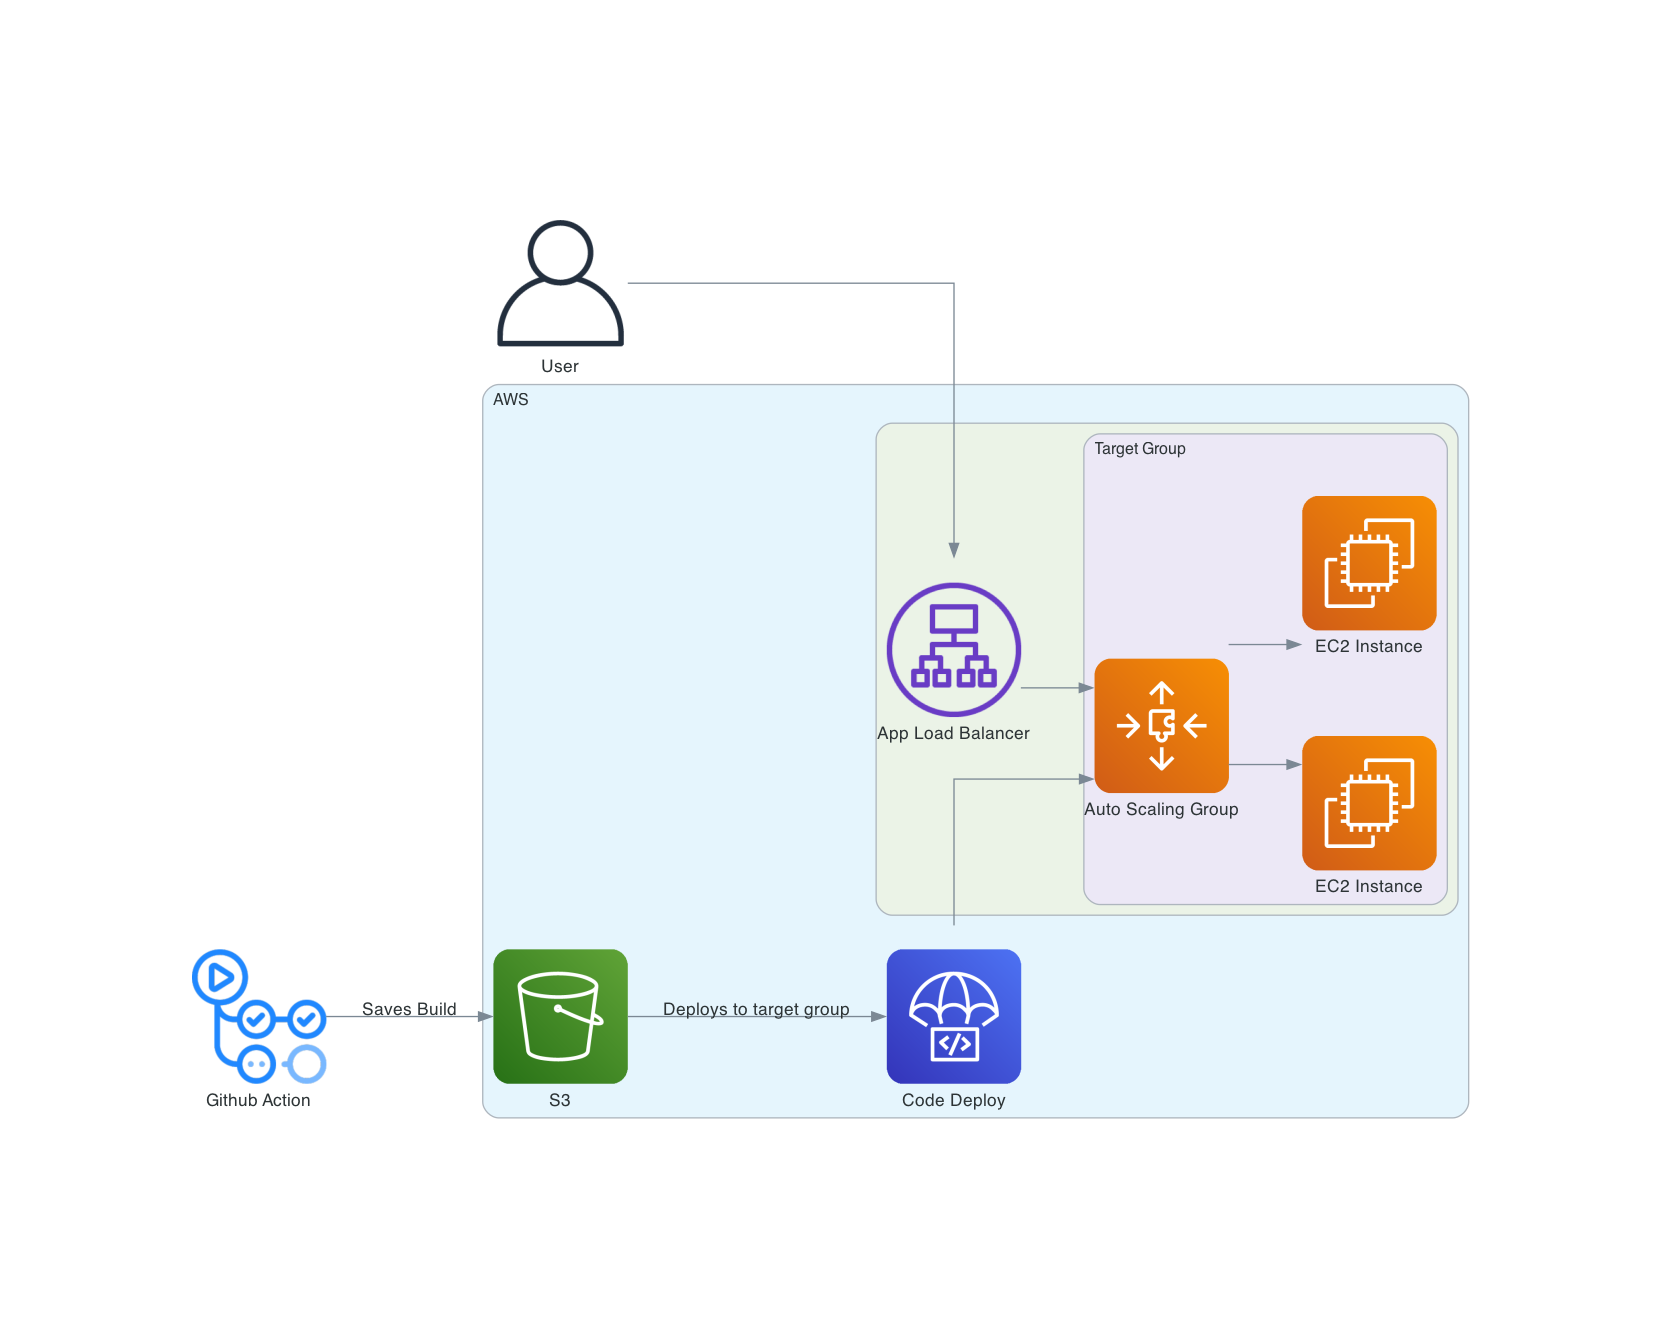 User
AWS
Target Group
EC2 Instance
App Load Balancer
Auto Scaling Group
EC2 Instance
Saves Build
Deploys to target group
Github Action
S3
Code Deploy